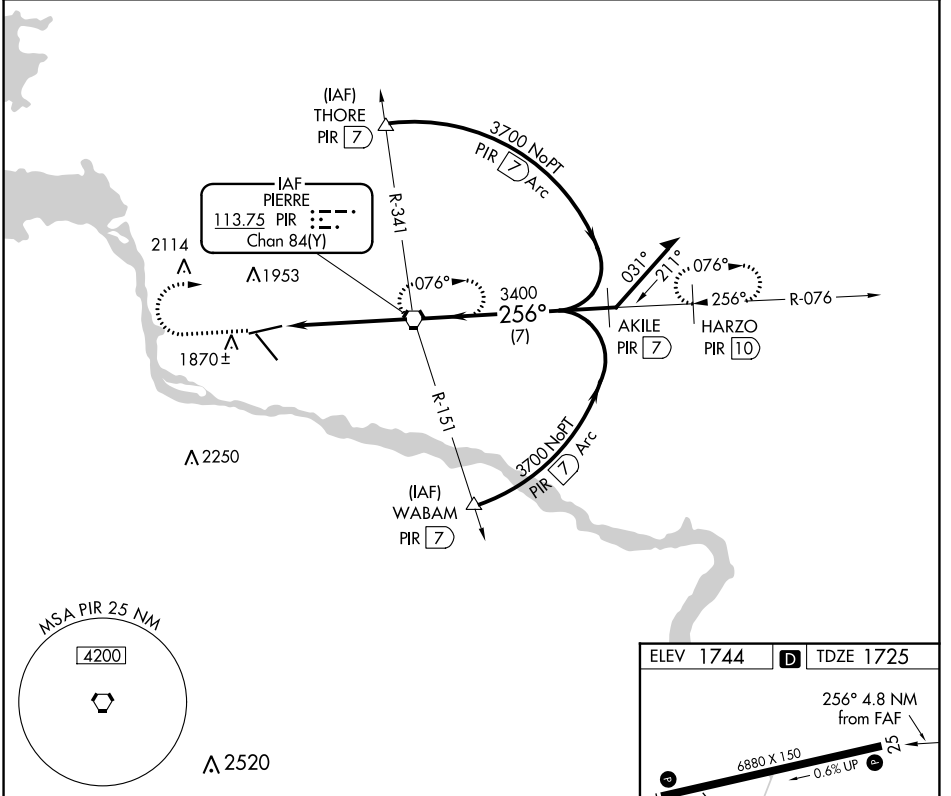 (IAF)
THORE
PIR 7
3700 NoPT
PIR 7 Arc
IAF
PIERRE
113.75 PIR
Chan 84(Y)
R-341
2114
1953
076°
3400
256°
(7)
031°
211°
076°
256°
R-076
AKILE
PIR 7
HARZO
PIR 10
1870±
R-151
2250
3700 NoPT
PIR 7 Arc
(IAF)
WABAM
PIR 7
MSA PIR 25 NM
4200
2520
ELEV 1744 D TDZE 1725
256° 4.8 NM
from FAF
6880 X 150
0.6% UP
P
25
P